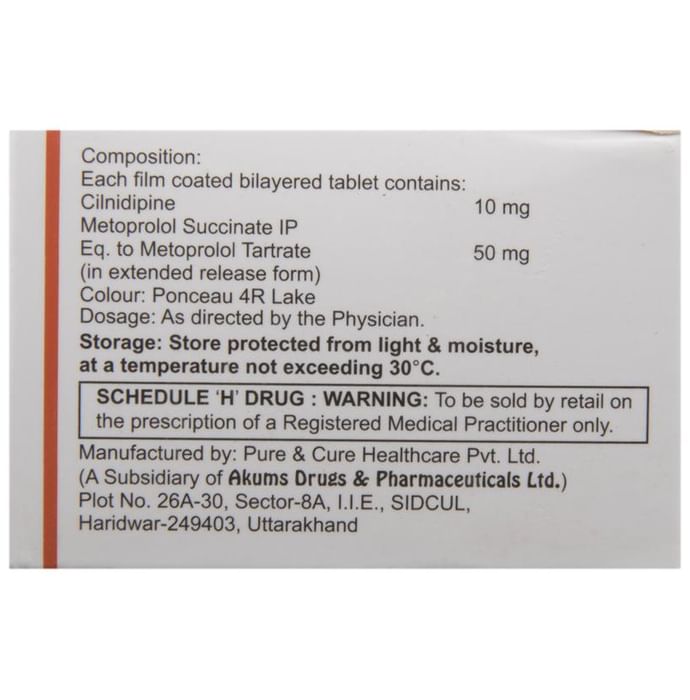 Composition:
Each film coated bilayered tablet contains:
Cilnidipine 10 mg
Metoprolol Succinate IP
Eq. to Metoprolol Tartrate 50 mg
(in extended release form)
Colour: Ponceau 4R Lake
Dosage: As directed by the Physician.
Storage: Store protected from light & moisture,
at a temperature not exceeding 30°C.
SCHEDULE 'H' DRUG : WARNING: To be sold by retail on
the prescription of a Registered Medical Practitioner only.
Manufactured by: Pure & Cure Healthcare Pvt. Ltd.
(A Subsidiary of Akums Drugs & Pharmaceuticals Ltd.)
Plot No. 26A-30, Sector-8A, I.I.E., SIDCUL,
Haridwar-249403, Uttarakhand